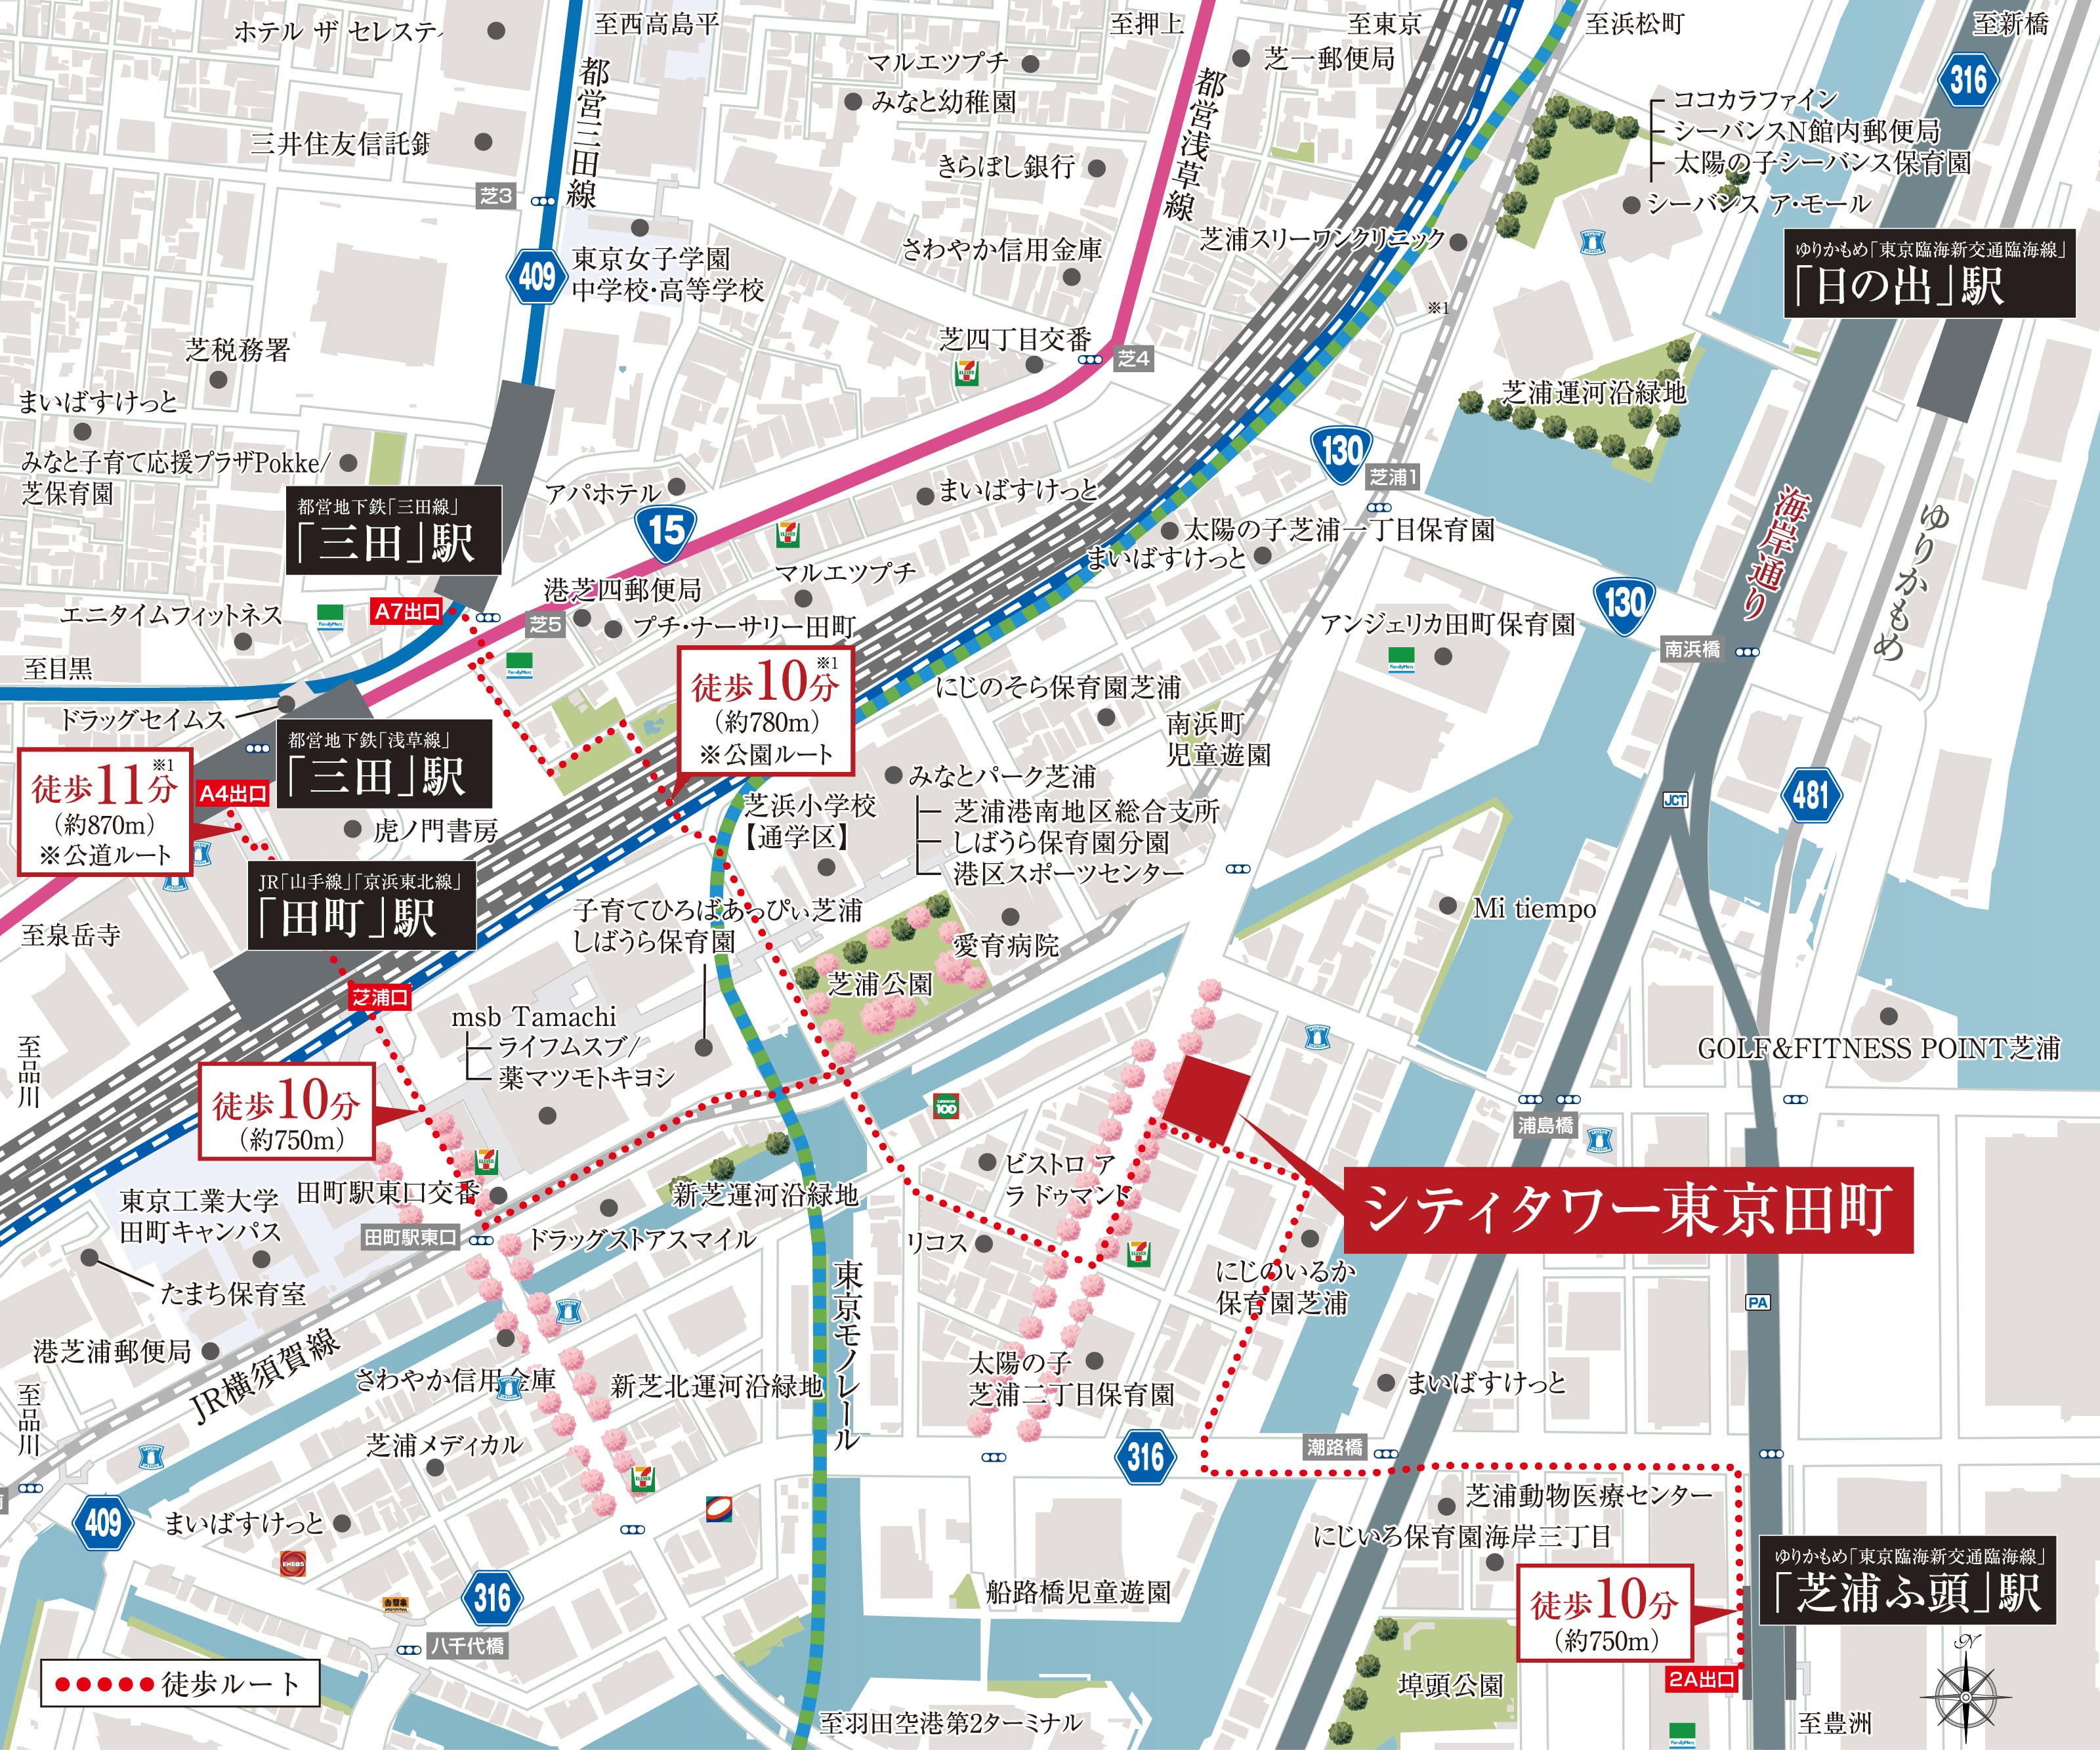 ホテル ザ セレステ
至西高島平
至押上
至東京
至浜松町
至新橋
都営三田線
マルエツプチ
みなと幼稚園
都営浅草線
芝一郵便局
316
ココカラファイン
シーバンスN館内郵便局
太陽の子シーバンス保育園
シーバンス ア・モール
三井住友信託銀
芝3
きらぼし銀行
409
東京女子学園
中学校・高等学校
さわやか信用金庫
芝浦スリーワンクリニック
ゆりかもめ「東京臨海新交通臨海線」
「日の出」駅
※1
芝税務署
芝四丁目交番
芝4
まいばすけっと
芝浦運河沿緑地
みなと子育て応援プラザPokke/
芝保育園
アパホテル
まいばすけっと
130
芝浦1
都営地下鉄「三田線」
「三田」駅
15
太陽の子芝浦一丁目保育園
まいばすけっと
海岸通り
ゆりかもめ
マルエツプチ
港芝四郵便局
芝5
プチ・ナーサリー田町
130
エニタイムフィットネス
FamilyMart
A7出口
FamilyMart
アンジェリカ田町保育園
FamilyMart
南浜橋
至目黒
徒歩10分※1
(約780m)
※公園ルート
にじのそら保育園芝浦
ドラッグセイムス
都営地下鉄「浅草線」
「三田」駅
南浜町
児童遊園
徒歩11分※1
(約870m)
※公道ルート
A4出口
みなとパーク芝浦
芝浦港南地区総合支所
しばうら保育園分園
港区スポーツセンター
芝浜小学校
【通学区】
JCT
481
虎ノ門書房
JR「山手線」「京浜東北線」
「田町」駅
至泉岳寺
子育てひろばあっぴぃ芝浦
しばうら保育園
愛育病院
Mi tiempo
芝浦公園
芝浦口
msb Tamachi
ライフムスブ/
薬マツモトキヨシ
至品川
GOLF&FITNESS POINT芝浦
徒歩10分
(約750m)
100
浦島橋
東京工業大学
田町キャンパス
田町駅東口交番
田町駅東口
新芝運河沿緑地
ビストロ ア
ラ ドゥマンド
シティタワー東京田町
ドラッグストアスマイル
リコス
たまち保育室
東京モノレール
にじのいるか
保育園芝浦
PA
港芝浦郵便局
JR横須賀線
さわやか信用金庫
新芝北運河沿緑地
太陽の子
芝浦二丁目保育園
まいばすけっと
至品川
芝浦メディカル
316
潮路橋
409
まいばすけっと
ENEOS
芝浦動物医療センター
にじいろ保育園海岸三丁目
ゆりかもめ「東京臨海新交通臨海線」
「芝浦ふ頭」駅
316
船路橋児童遊園
徒歩10分
(約750m)
八千代橋
2A出口
埠頭公園
N
徒歩ルート
至羽田空港第2ターミナル
FamilyMart
至豊洲